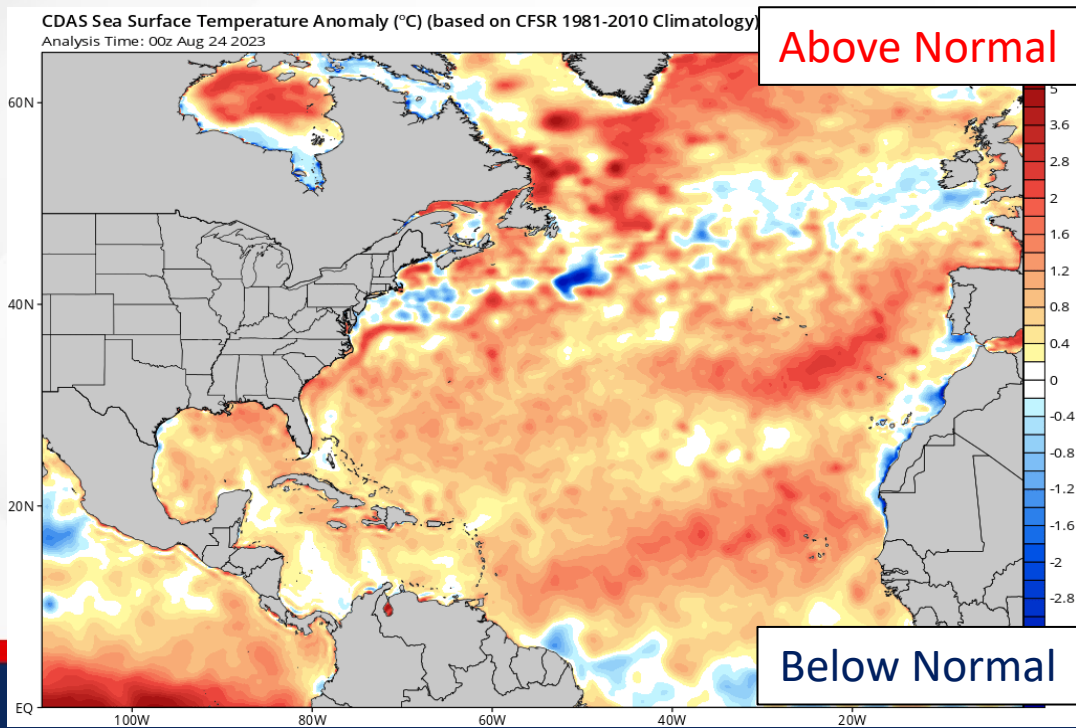 CDAS Sea Surface Temperature Anomaly (°C) (based on CFSR 1981-2010 Climatology)
Analysis Time: 00z Aug 24 2023
Above Normal
60N
40N
20N
EQ
100W
80W
60W
40W
20W
5
3.6
2.8
2
1.6
1.2
0.8
0.4
0
-0.4
-0.8
-1.2
-1.6
-2
-2.8
Below Normal